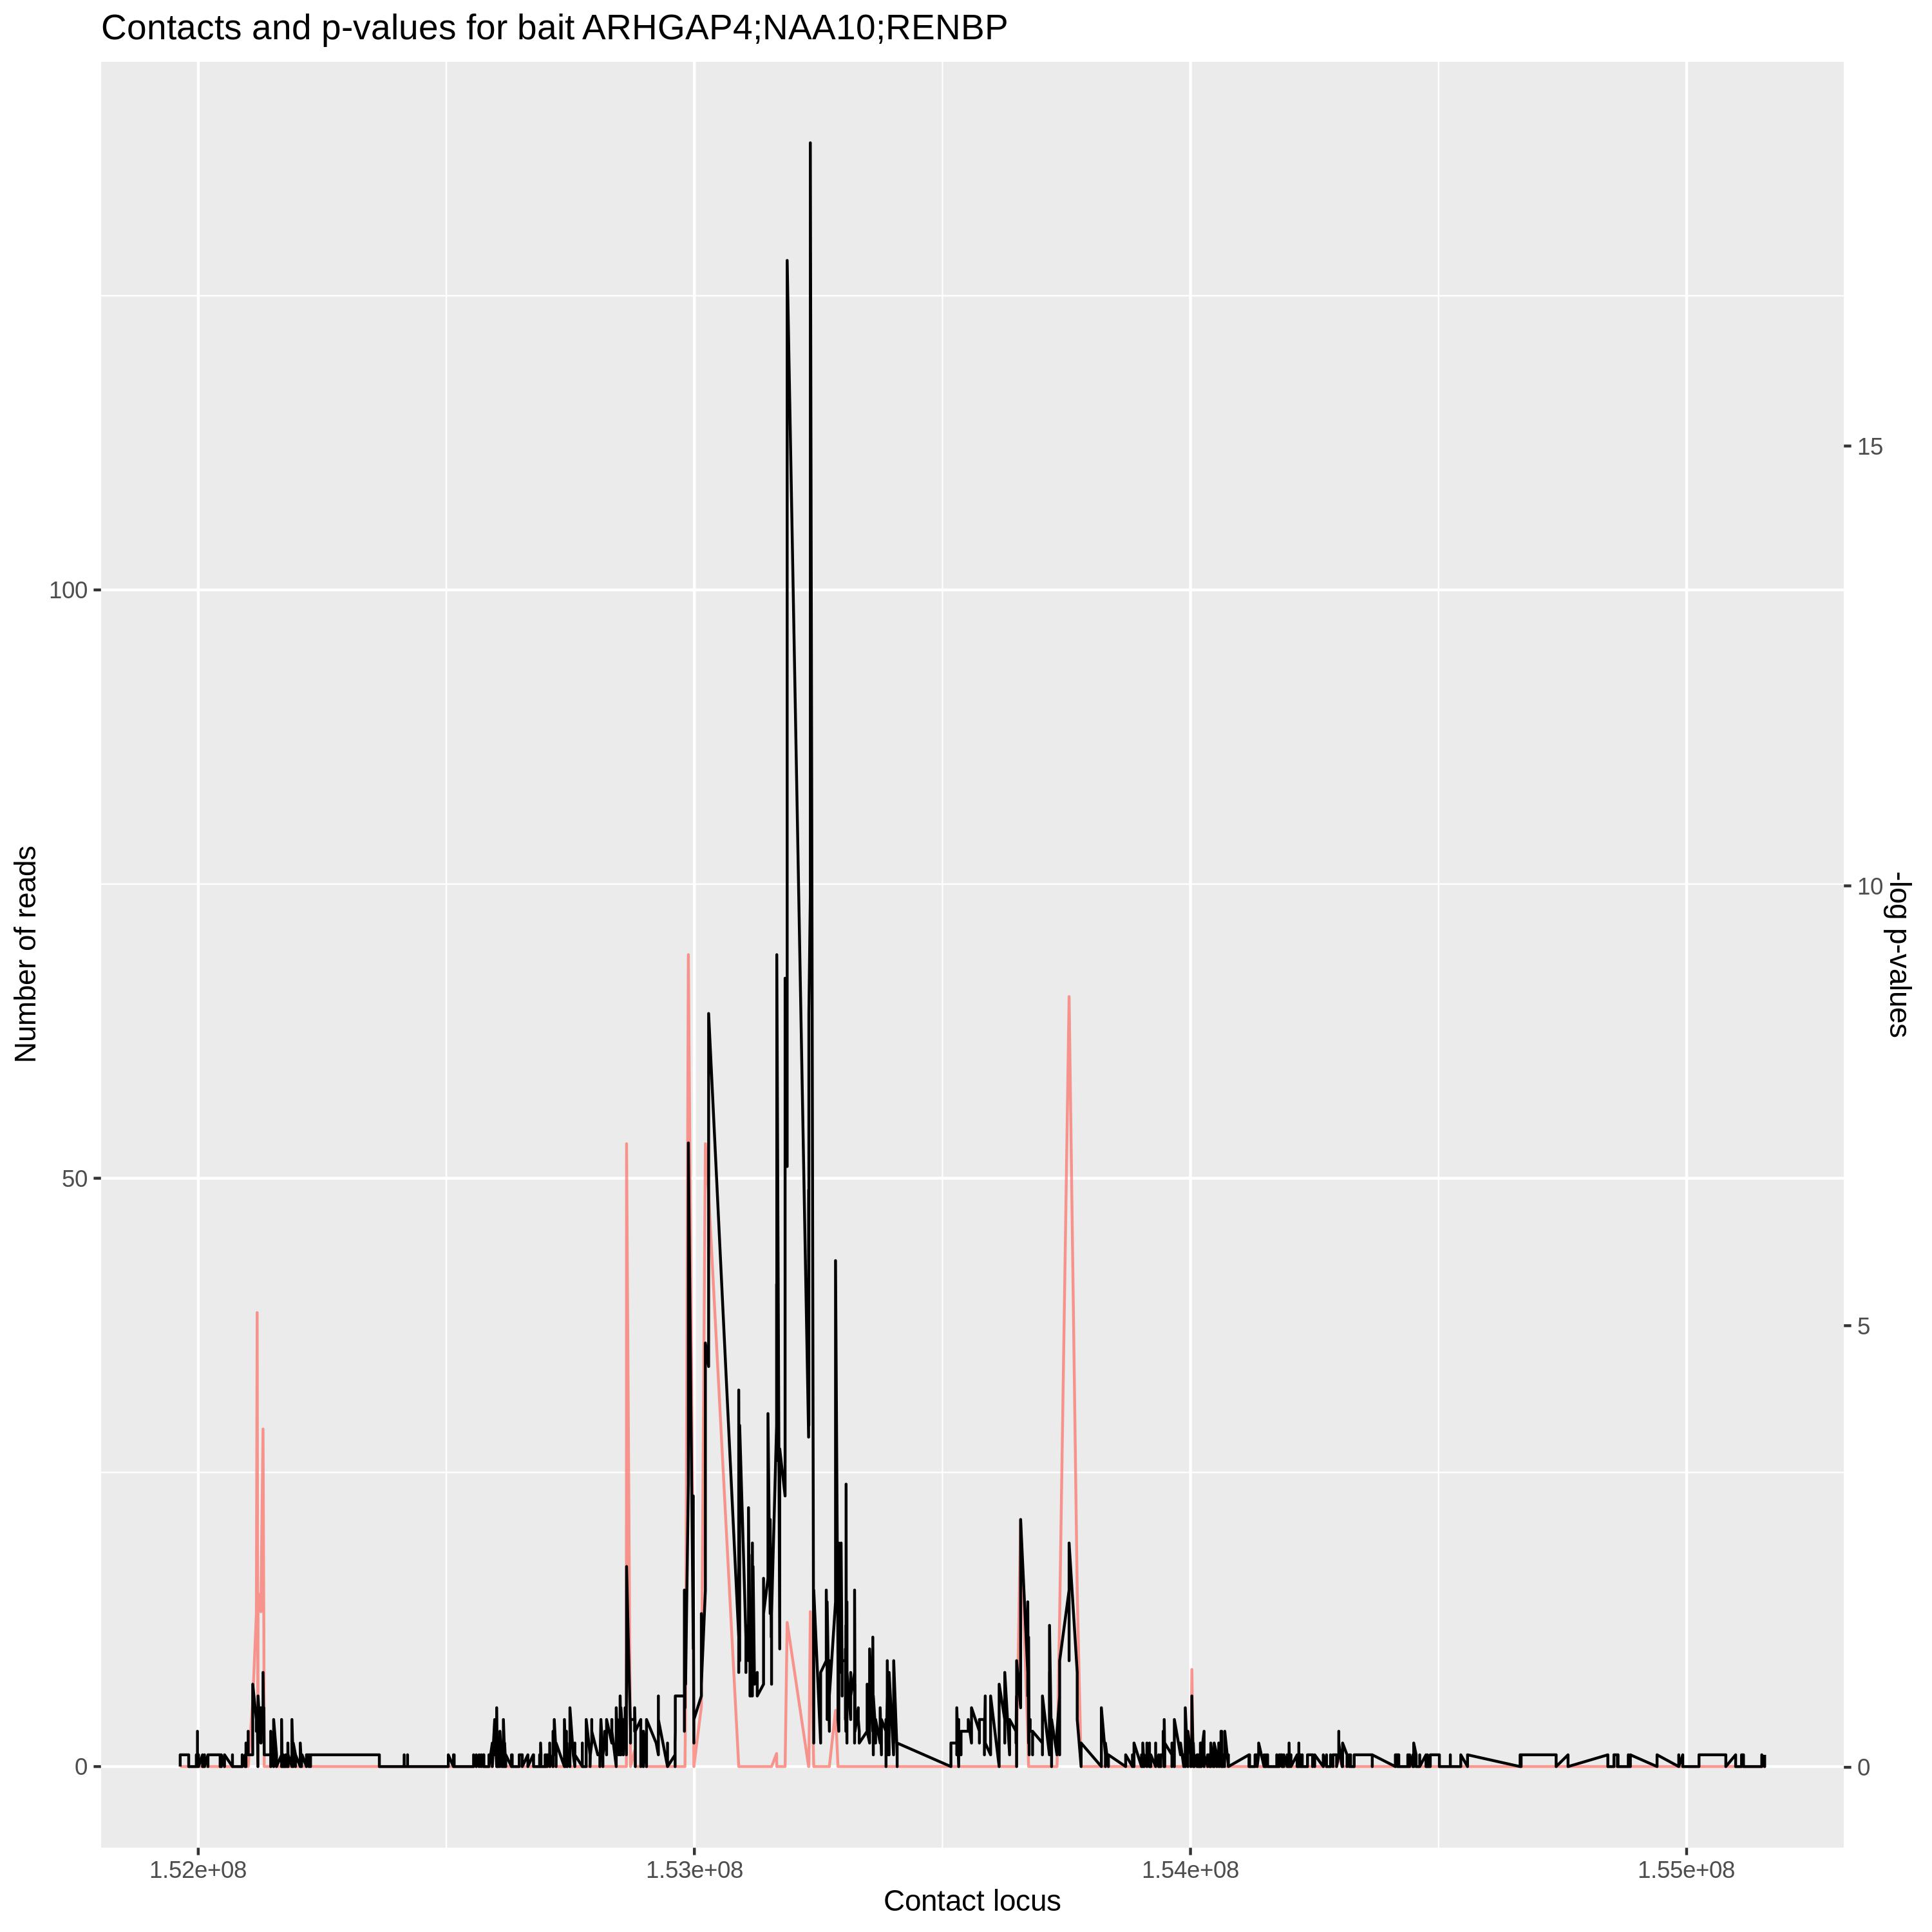 Contacts and p-values for bait ARHGAP4;NAA10;RENBP
Number of reads
100
50
0
15
10
5
0
-log p-values
1.52e+08 1.53e+08 1.54e+08 1.55e+08
Contact locus